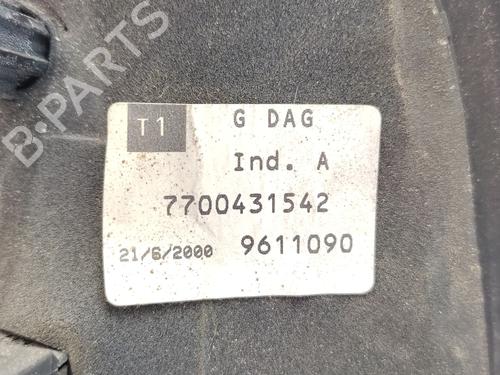 B-PARTS
T1 G DAG
Ind. A
7700431542
21/6/2000 9611090